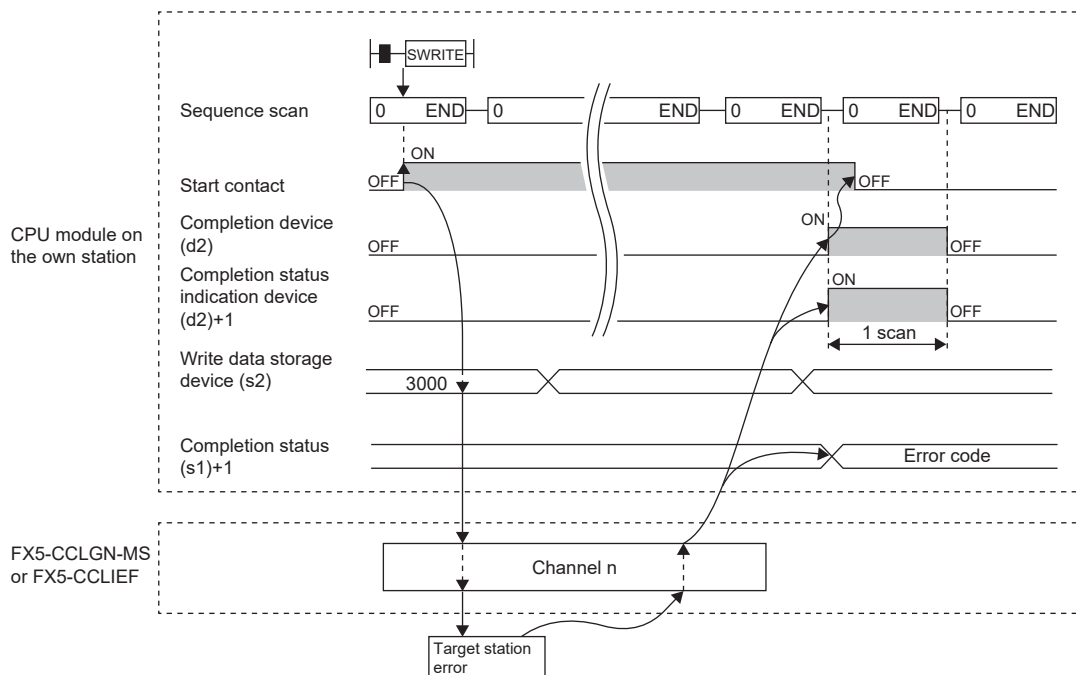 SWRITE
Sequence scan
0 END 0 END 0 END 0 END 0
ON
Start contact
OFF OFF
Completion device
(d2)
ON
OFF OFF
CPU module on
the own station
Completion status
indication device
(d2)+1
ON
OFF OFF
1 scan
Write data storage
device (s2)
3000
Completion status
(s1)+1
Error code
FX5-CCLGN-MS
or FX5-CCLIEF
Channel n
Target station
error